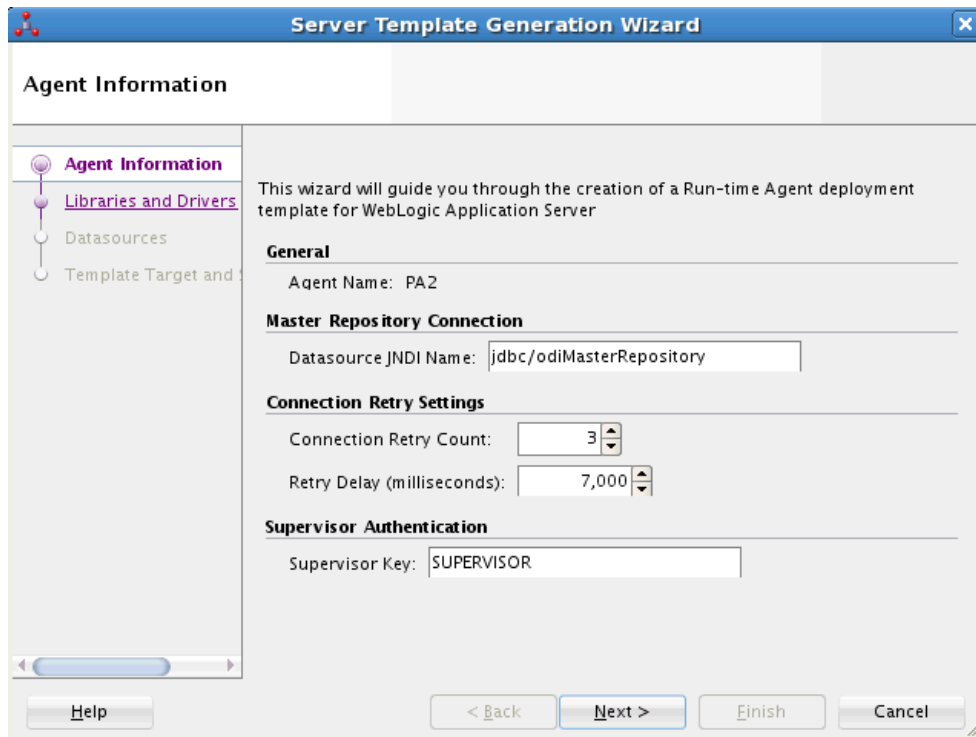 Server Template Generation Wizard
Agent Information
Agent Information
Libraries and Drivers
Datasources
Template Target and
This wizard will guide you through the creation of a Run-time Agent deployment
template for WebLogic Application Server
General
Agent Name: PA2
Master Repository Connection
Datasource JNDI Name: jdbc/odiMasterRepository
Connection Retry Settings
Connection Retry Count: 3
Retry Delay (milliseconds): 7,000
Supervisor Authentication
Supervisor Key: SUPERVISOR
Help
< Back
Next >
Finish
Cancel